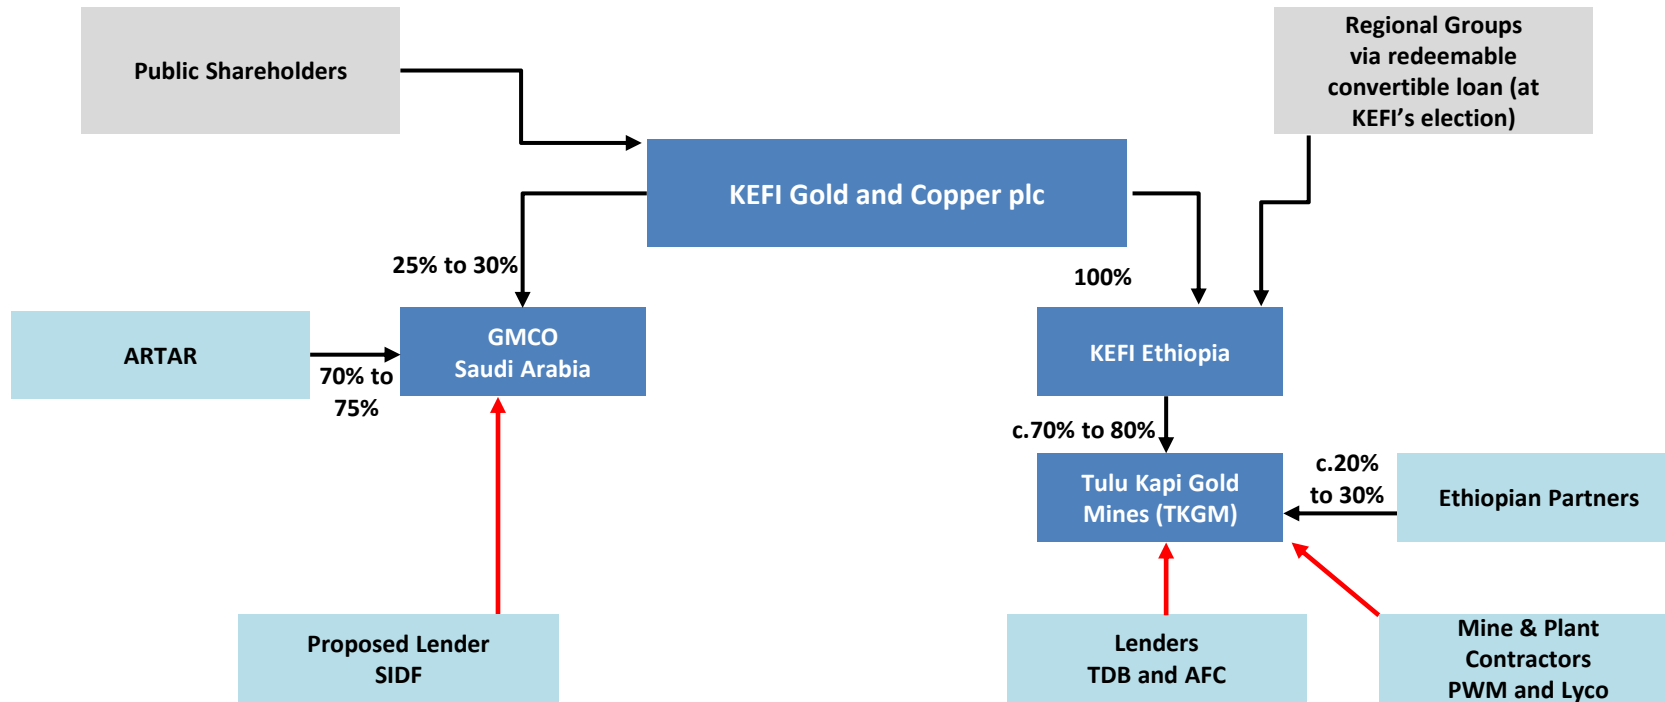 Public Shareholders
Regional Groups
via redeemable
convertible loan (at
KEFI’s election)
KEFI Gold and Copper plc
25% to 30%
100%
ARTAR
70% to
75%
GMCO
Saudi Arabia
KEFI Ethiopia
c.70% to 80%
Tulu Kapi Gold
Mines (TKGM)
c.20%
to 30%
Ethiopian Partners
Proposed Lender
SIDF
Lenders
TDB and AFC
Mine & Plant
Contractors
PWM and Lyco